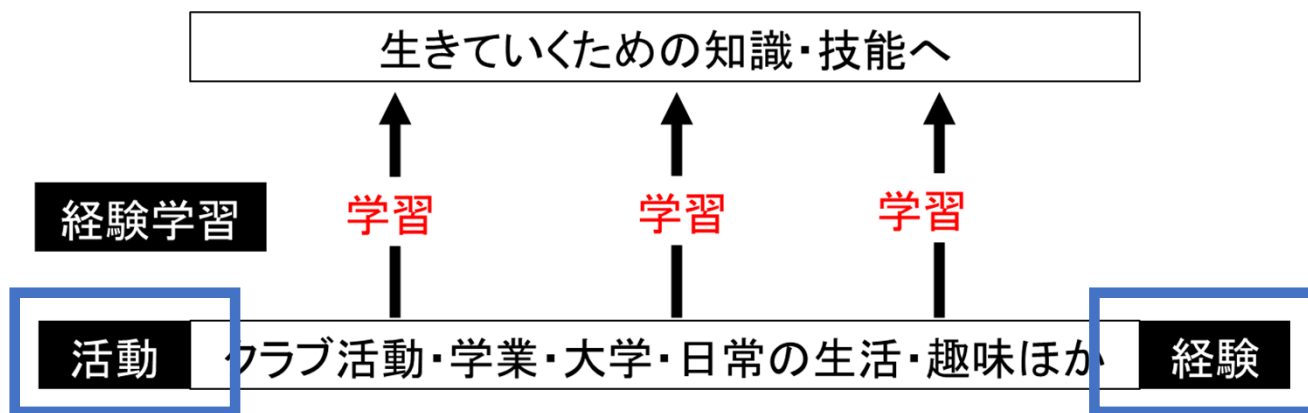 生きていくための知識・技能へ
経験学習
学習
学習
学習
活動
クラブ活動・学業・大学・日常の生活・趣味ほか
経験